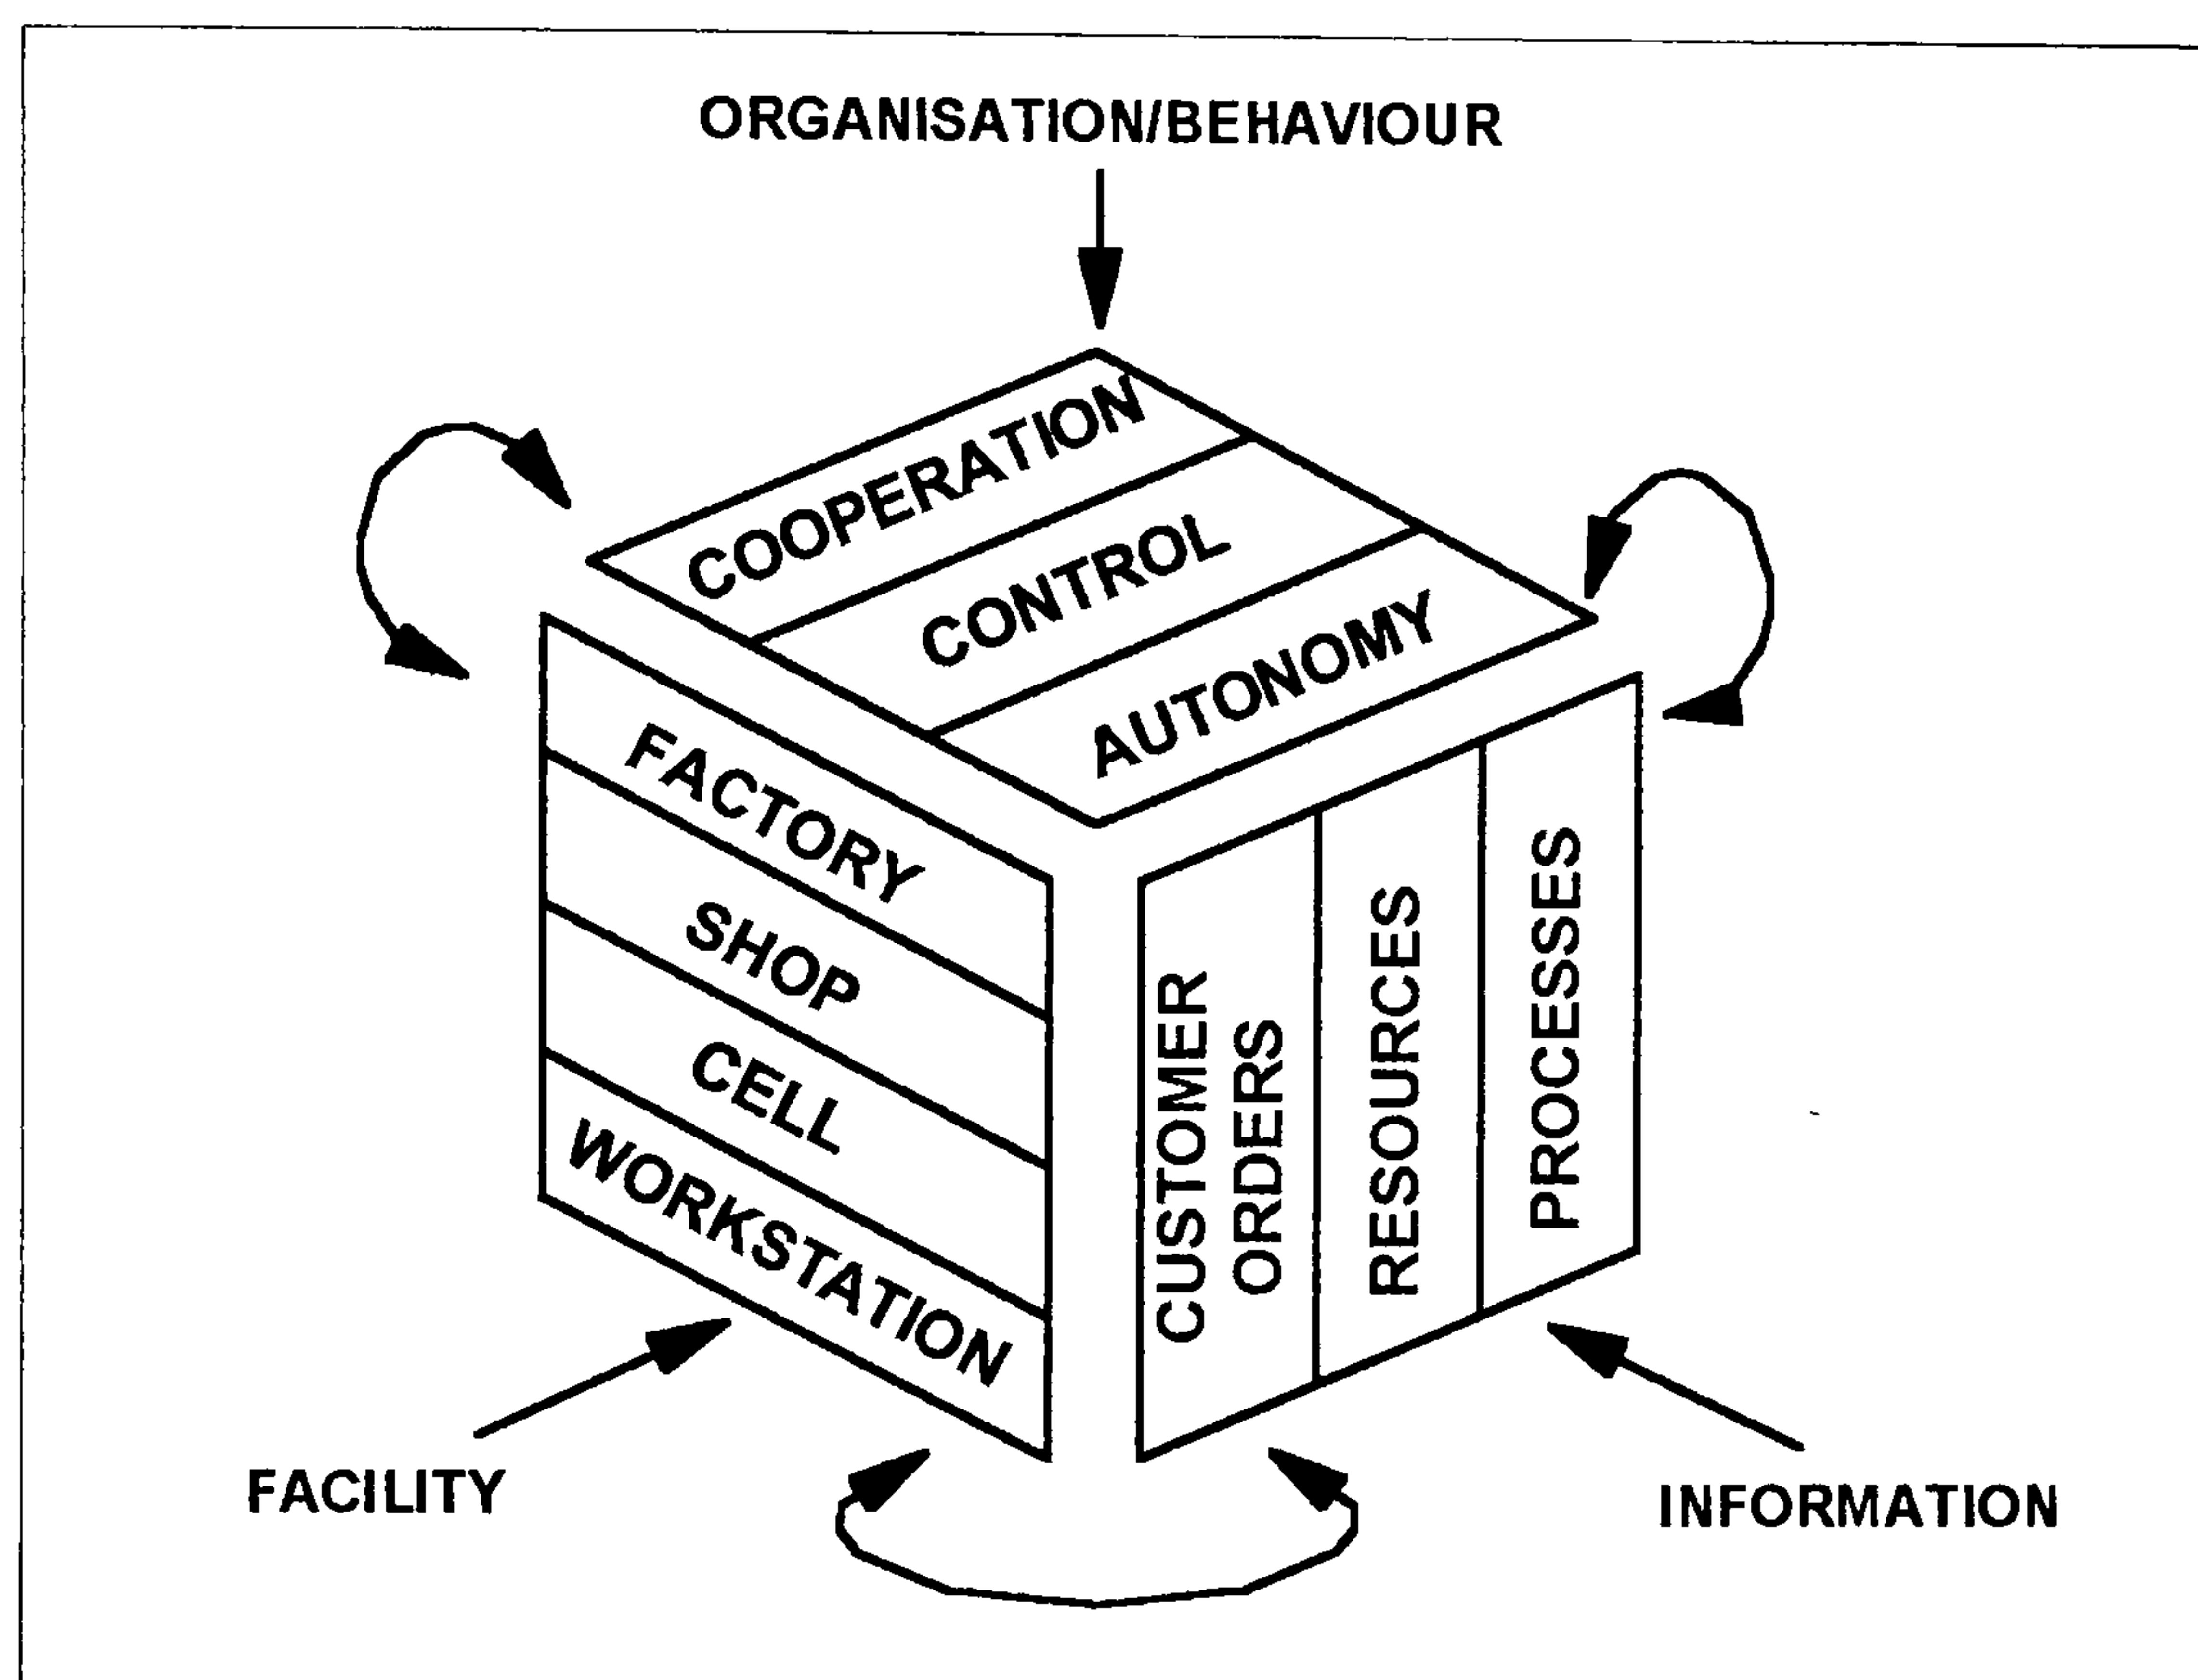 ORGANISATION/BEHAVIOUR
COOPERATION
CONTROL
AUTONOMY
FACTORY
SHOP
CELL
WORKSTATION
CUSTOMER
ORDERS
RESOURCES
PROCESSES
FACILITY
INFORMATION